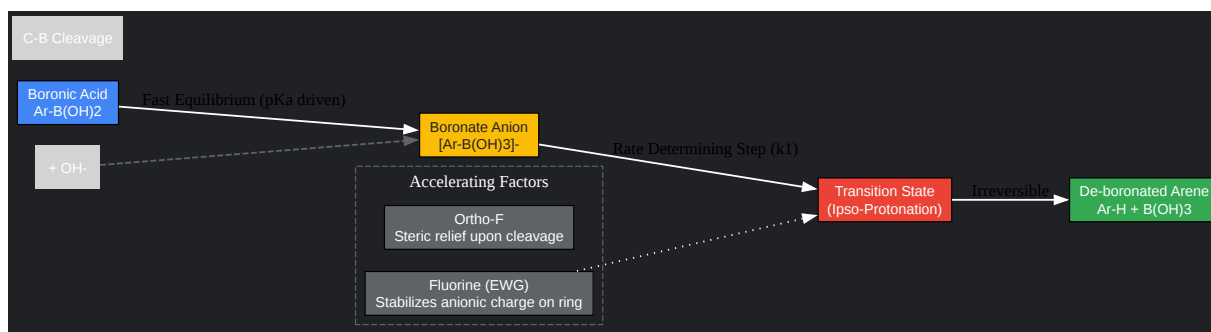 C-B Cleavage
Boronic Acid
Ar-B(OH)2
+ OH-
Fast Equilibrium (pKa driven)
Boronate Anion
[Ar-B(OH)3]-
Rate Determining Step (k1)
Accelerating Factors
Ortho-F
Steric relief upon cleavage
Fluorine (EWG)
Stabilizes anionic charge on ring
Transition State
(Ipso-Protonation)
Irreversible
De-boronated Arene
Ar-H + B(OH)3